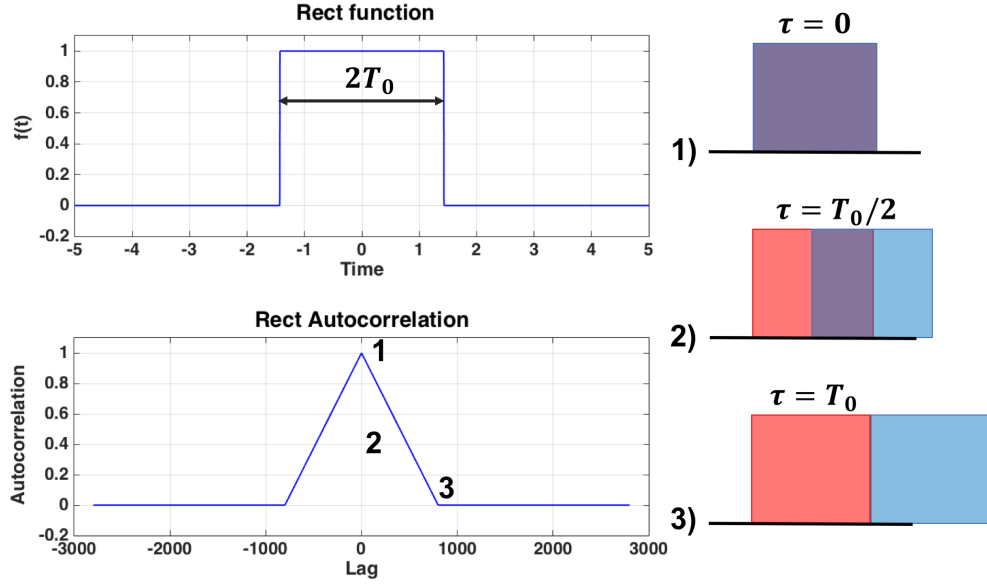 Rect function
1
0.8
0.6
0.4
0.2
0
-0.2
f(t)
2T₀
-5 -4 -3 -2 -1 0 1 2 3 4 5
Time
Rect Autocorrelation
1
0.8
0.6
0.4
0.2
0
-0.2
Autocorrelation
1
2
3
-3000 -2000 -1000 0 1000 2000 3000
Lag
τ = 0
1)
τ = T₀/2
2)
τ = T₀
3)